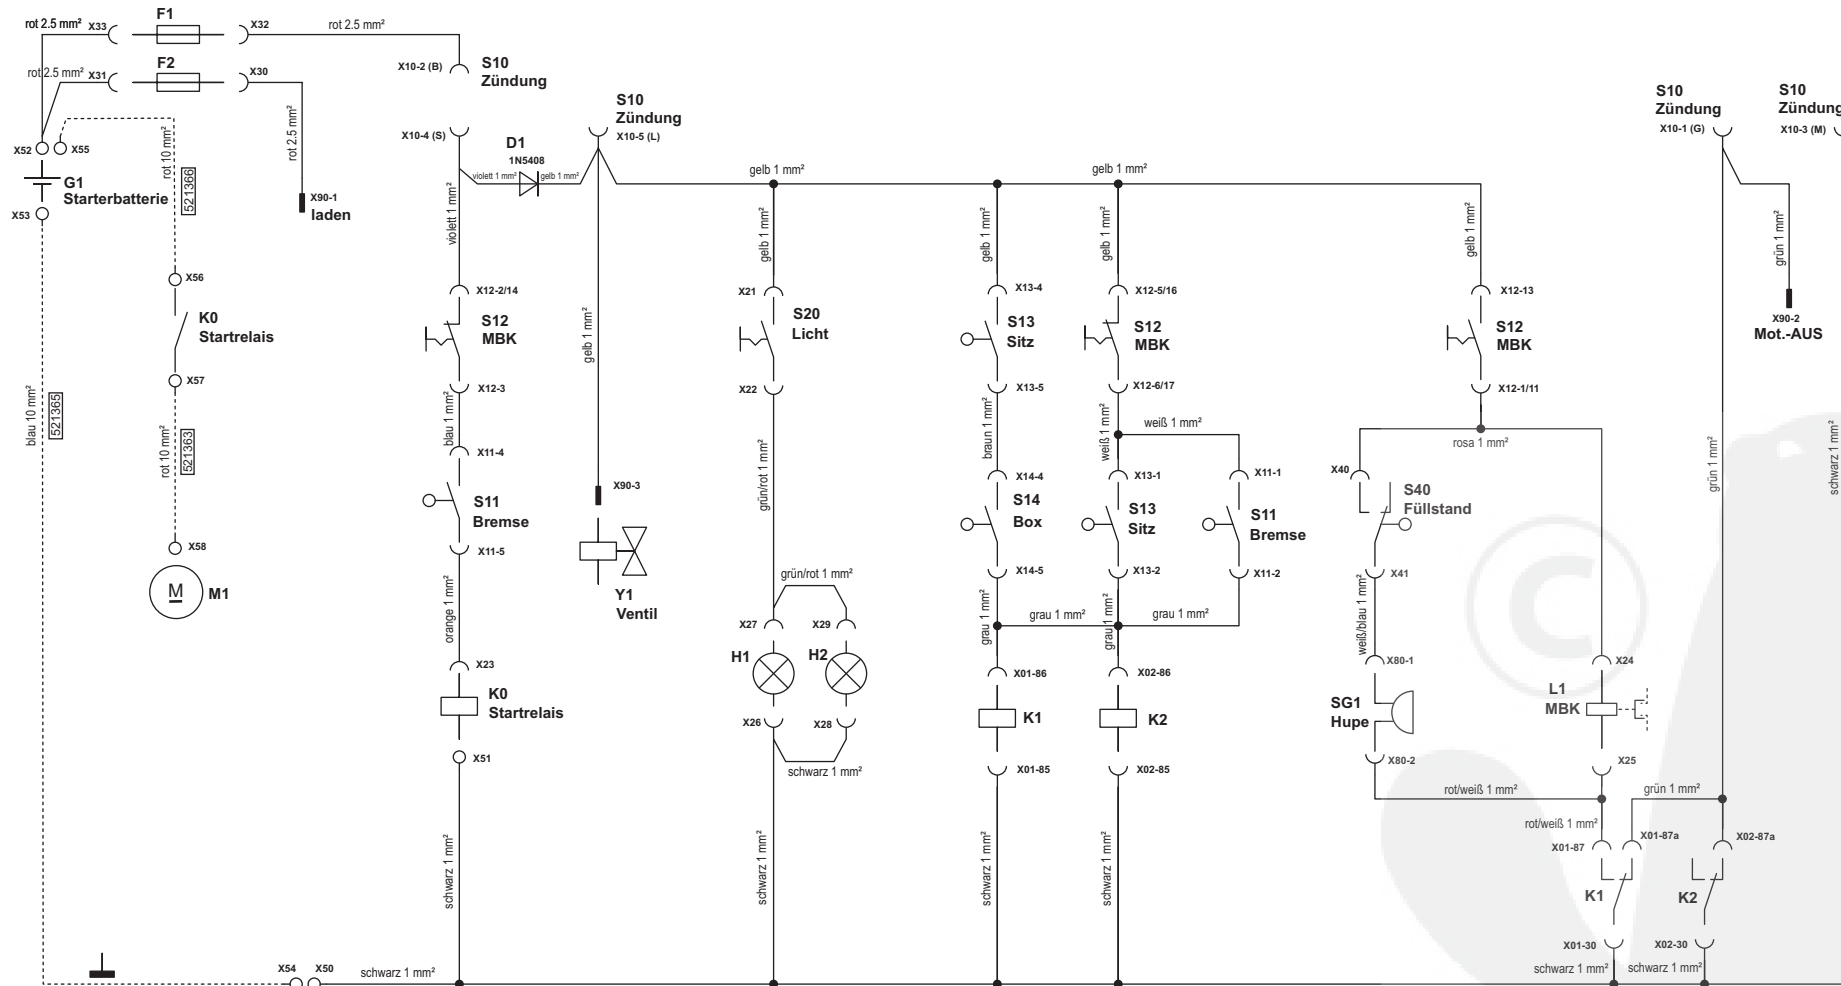 F1
rot 2.5 mm²
X33
X32
rot 2.5 mm²
F2
rot 2.5 mm²
X31
X30
X10-2 (B)
S10
Zündung
S10
Zündung
X10-5 (L)
S10
Zündung
X10-1 (G)
S10
Zündung
X10-3 (M)
X52
X55
rot 10 mm²
521366
rot 2.5 mm²
G1
Starterbatterie
X53
X90-1
laden
X10-4 (S)
D1
1N5408
violett 1 mm²
gelb 1 mm²
gelb 1 mm²
gelb 1 mm²
violett 1 mm²
gelb 1 mm²
gelb 1 mm²
gelb 1 mm²
gelb 1 mm²
gelb 1 mm²
grün 1 mm²
X90-2
Mot.-AUS
X56
K0
Startrelais
X57
X12-2/14
S12
MBK
X12-3
X21
S20
Licht
X22
X13-4
S13
Sitz
X13-5
X12-5/16
S12
MBK
X12-6/17
X12-13
S12
MBK
X12-1/11
blau 10 mm²
521365
rot 10 mm²
521363
blau 1 mm²
X11-4
S11
Bremse
X11-5
X90-3
Y1
Ventil
grün/rot 1 mm²
braun 1 mm²
X14-4
S14
Box
X14-5
weiß 1 mm²
weiß 1 mm²
X13-1
S13
Sitz
X13-2
X11-1
S11
Bremse
X11-2
rosa 1 mm²
X40
S40
Füllstand
X41
grün 1 mm²
schwarz 1 mm²
X58
M
M1
orange 1 mm²
grün/rot 1 mm²
grau 1 mm²
grau 1 mm²
grau 1 mm²
grau 1 mm²
weiß/blau 1 mm²
X23
K0
Startrelais
X51
X27
X29
H1
H2
X26
X28
schwarz 1 mm²
X01-86
K1
X01-85
X02-86
K2
X02-85
X80-1
SG1
Hupe
X80-2
X24
L1
MBK
X25
©
rot/weiß 1 mm²
grün 1 mm²
rot/weiß 1 mm²
X01-87
X01-87a
X02-87a
K1
K2
X01-30
X02-30
schwarz 1 mm²
schwarz 1 mm²
schwarz 1 mm²
schwarz 1 mm²
schwarz 1 mm²
schwarz 1 mm²
X54
X50
schwarz 1 mm²